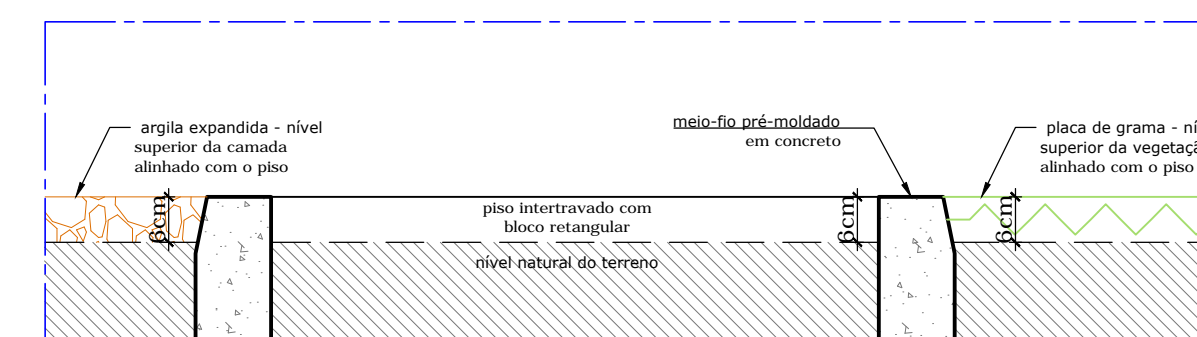 argila expandida - nível
superior da camada
alinhado com o piso
meio-fio pré-moldado
em concreto
placa de grama - ní
superior da vegetaçã
alinhado com o piso
6cm
piso intertravado com
bloco retangular
6cm
6cm
nível natural do terreno